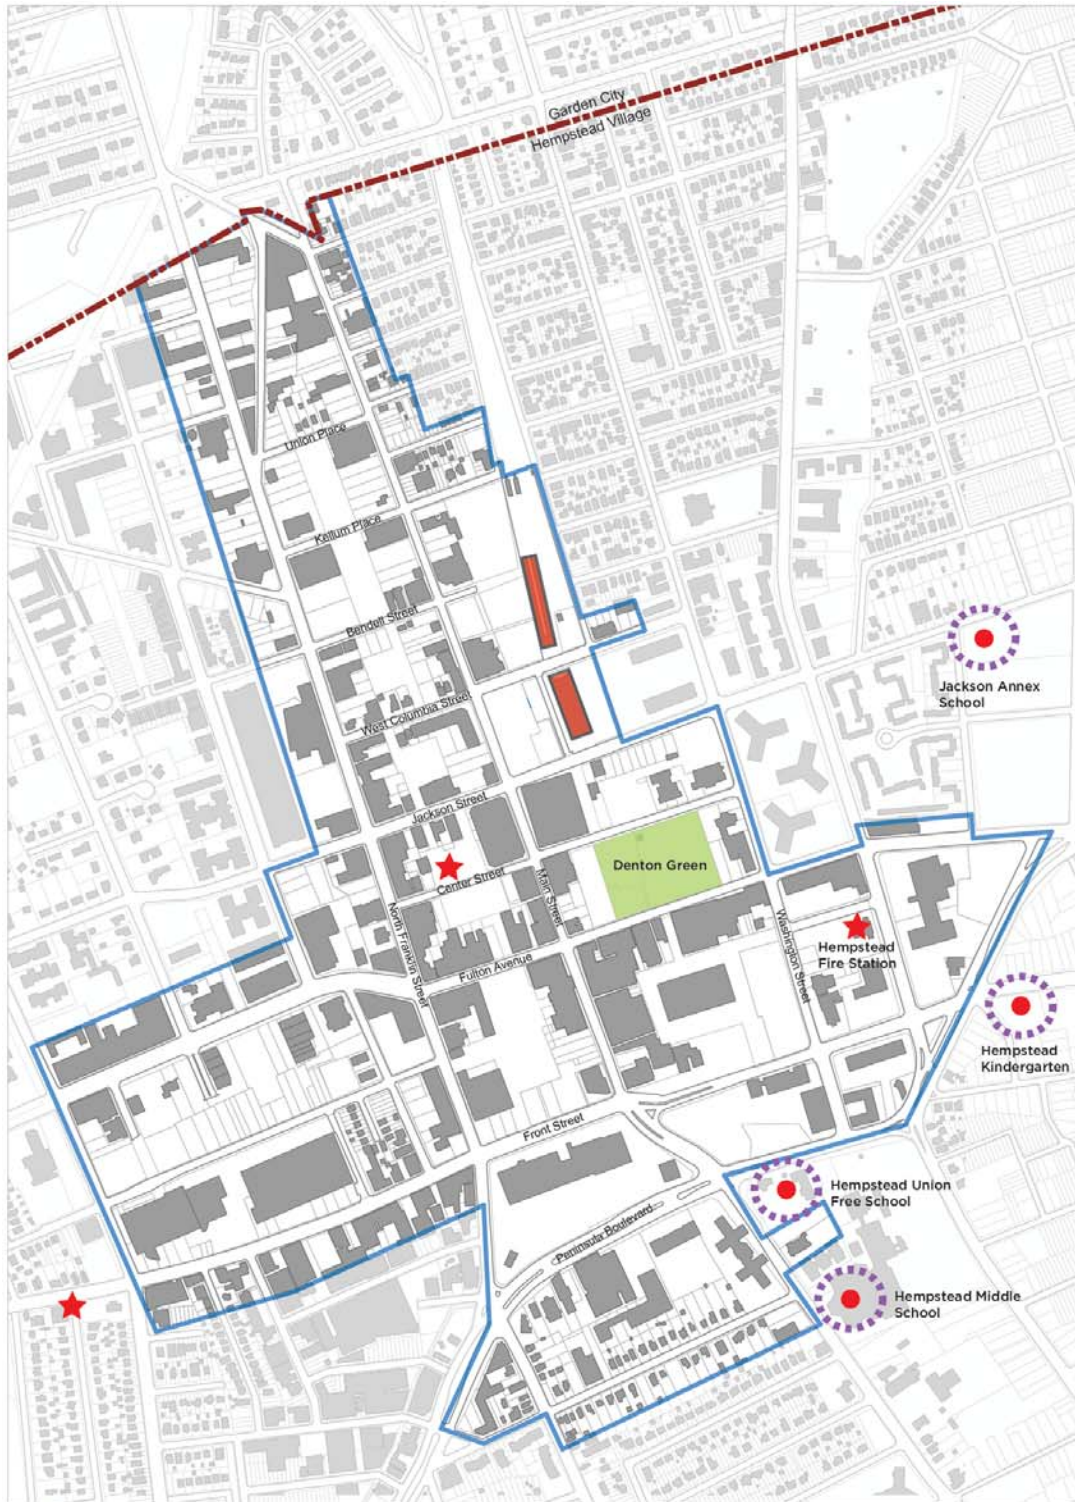 Garden City
Hempstead Village
Union Place
Kellum Place
Bendell Street
West Columbia Street
Jackson Annex
School
Jackson Street
Center Street
Main Street
Denton Green
North Franklin Street
Fulton Avenue
Washington Street
Hempstead
Fire Station
Hempstead
Kindergarten
Front Street
Hempstead Union
Free School
Peninsula Boulevard
Hempstead Middle
School